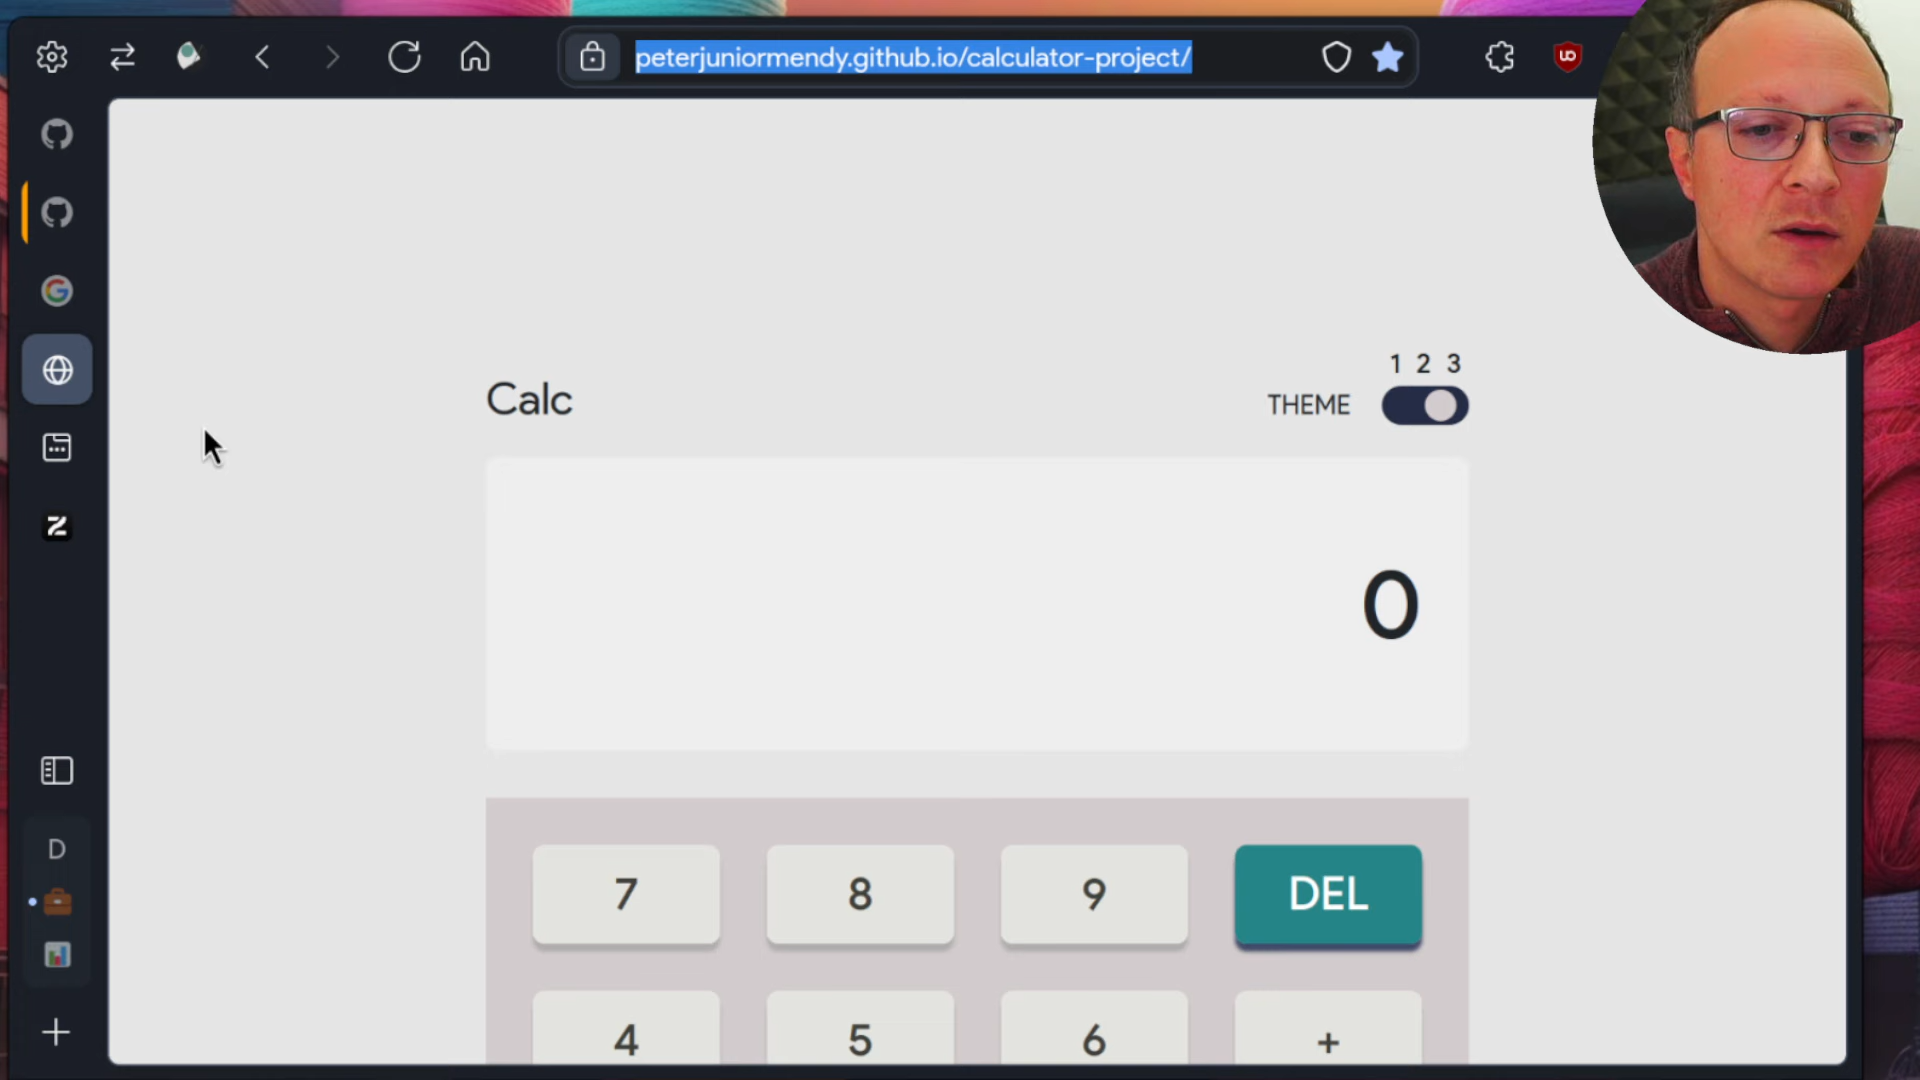 peterjuniormendy.github.io/calculator-project/
1 2 3
Calc
THEME
0
7 8 9 DEL
4 5 6 +
D